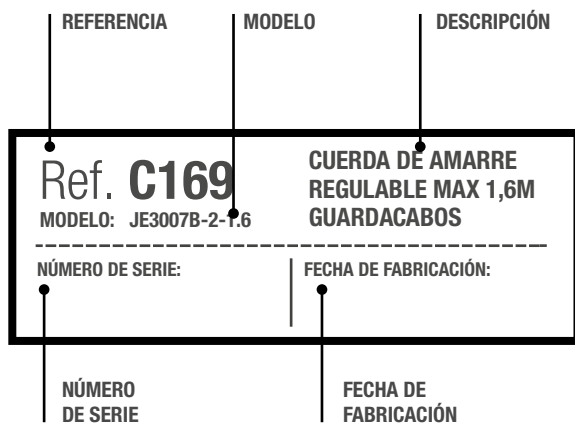 REFERENCIA MODELO DESCRIPCIÓN
Ref. C169
MODELO: JE3007B-2-1.6
CUERDA DE AMARRE
REGULABLE MAX 1,6M
GUARDACABOS
NÚMERO DE SERIE:
FECHA DE FABRICACIÓN:
NÚMERO
DE SERIE
FECHA DE
FABRICACIÓN